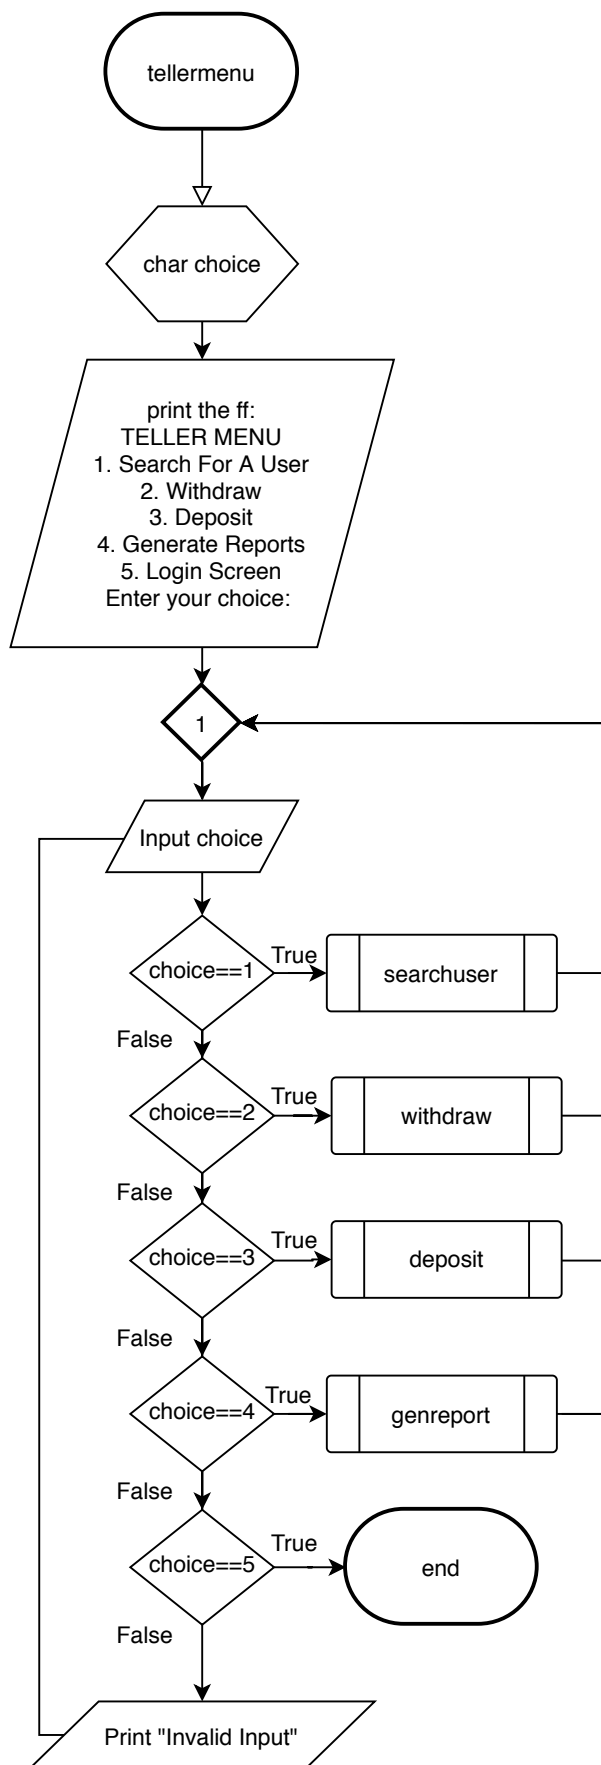 tellermenu
char choice
print the ff:
TELLER MENU
1. Search For A User
2. Withdraw
3. Deposit
4. Generate Reports
5. Login Screen
Enter your choice:
1
Input choice
choice==1
True
searchuser
False
choice==2
True
withdraw
False
choice==3
True
deposit
False
choice==4
True
genreport
False
choice==5
True
end
False
Print "Invalid Input"